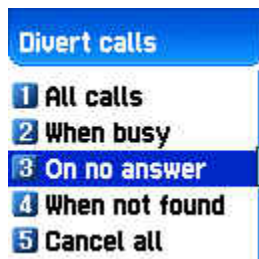 Divert calls
1 All calls
2 When busy
3 On no answer
4 When not found
5 Cancel all